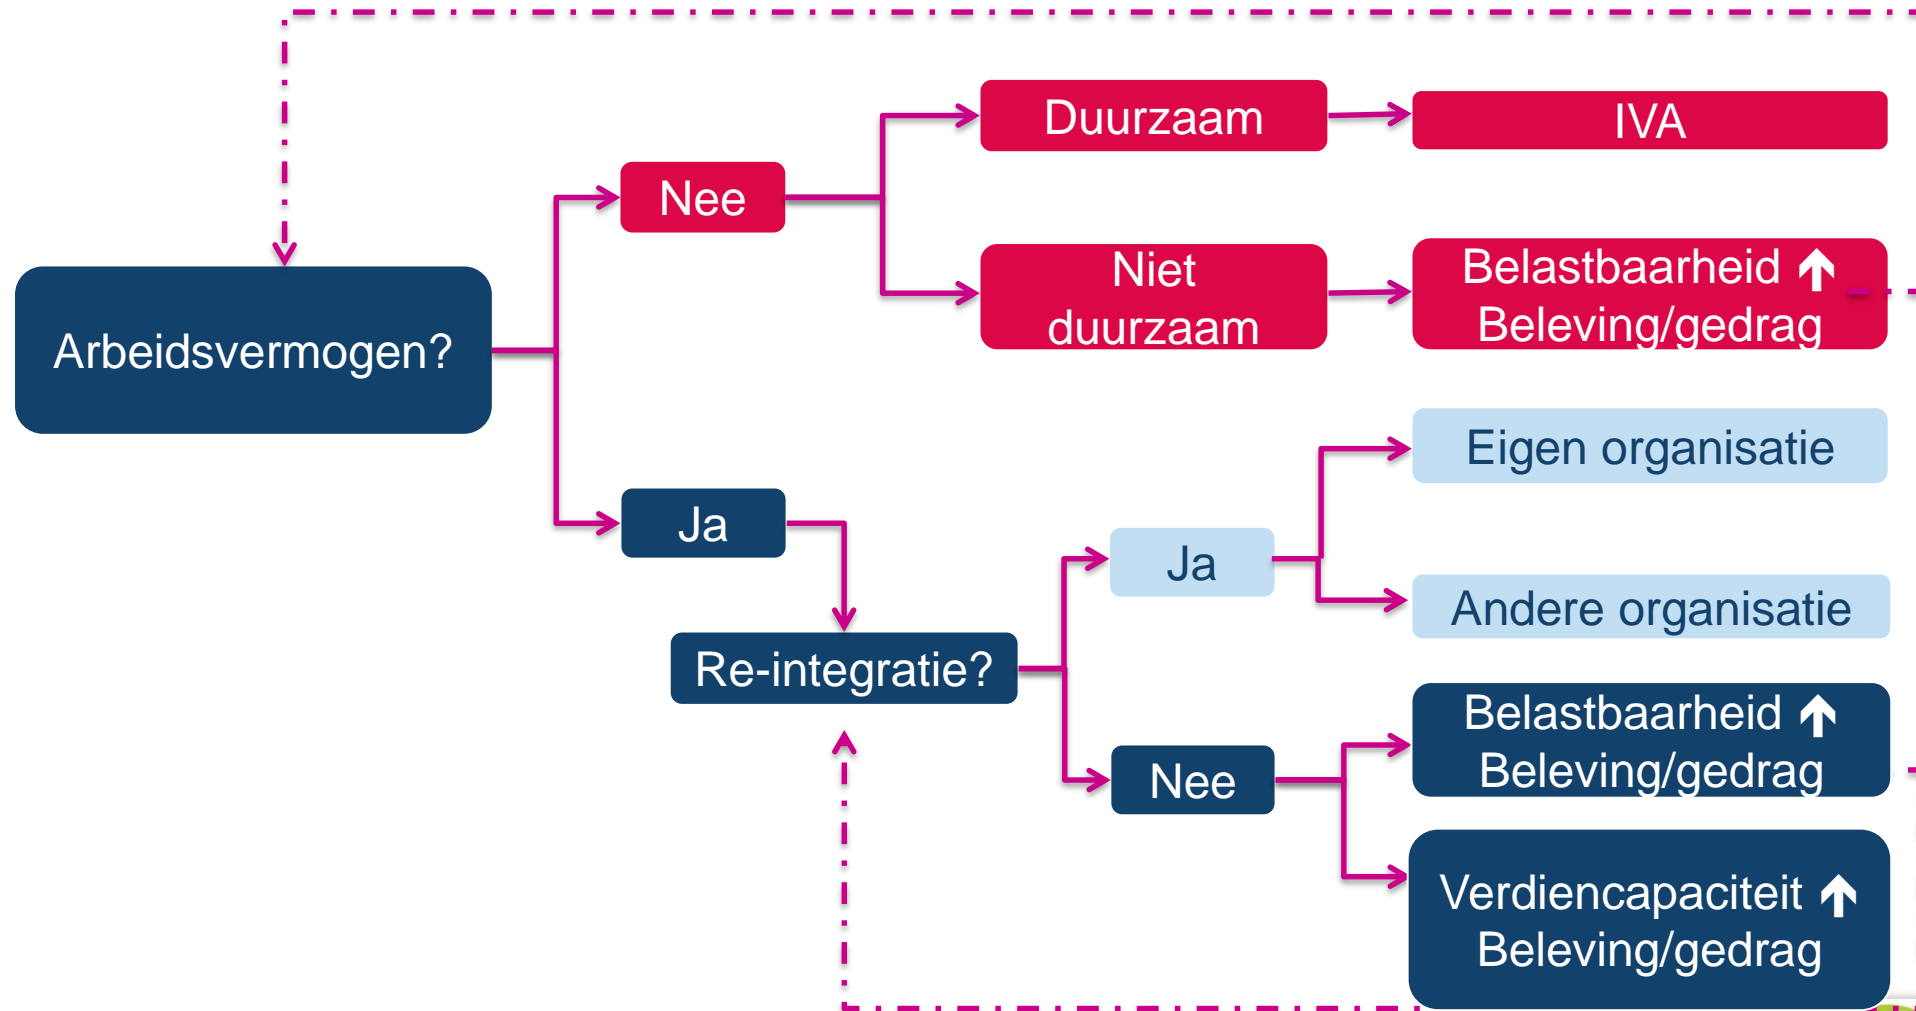 Duurzaam
IVA
Nee
Niet
duurzaam
Belastbaarheid ↑
Beleving/gedrag
Arbeidsvermogen?
Eigen organisatie
Ja
Ja
Andere organisatie
Re-integratie?
Belastbaarheid ↑
Beleving/gedrag
Nee
Verdiencapaciteit ↑
Beleving/gedrag